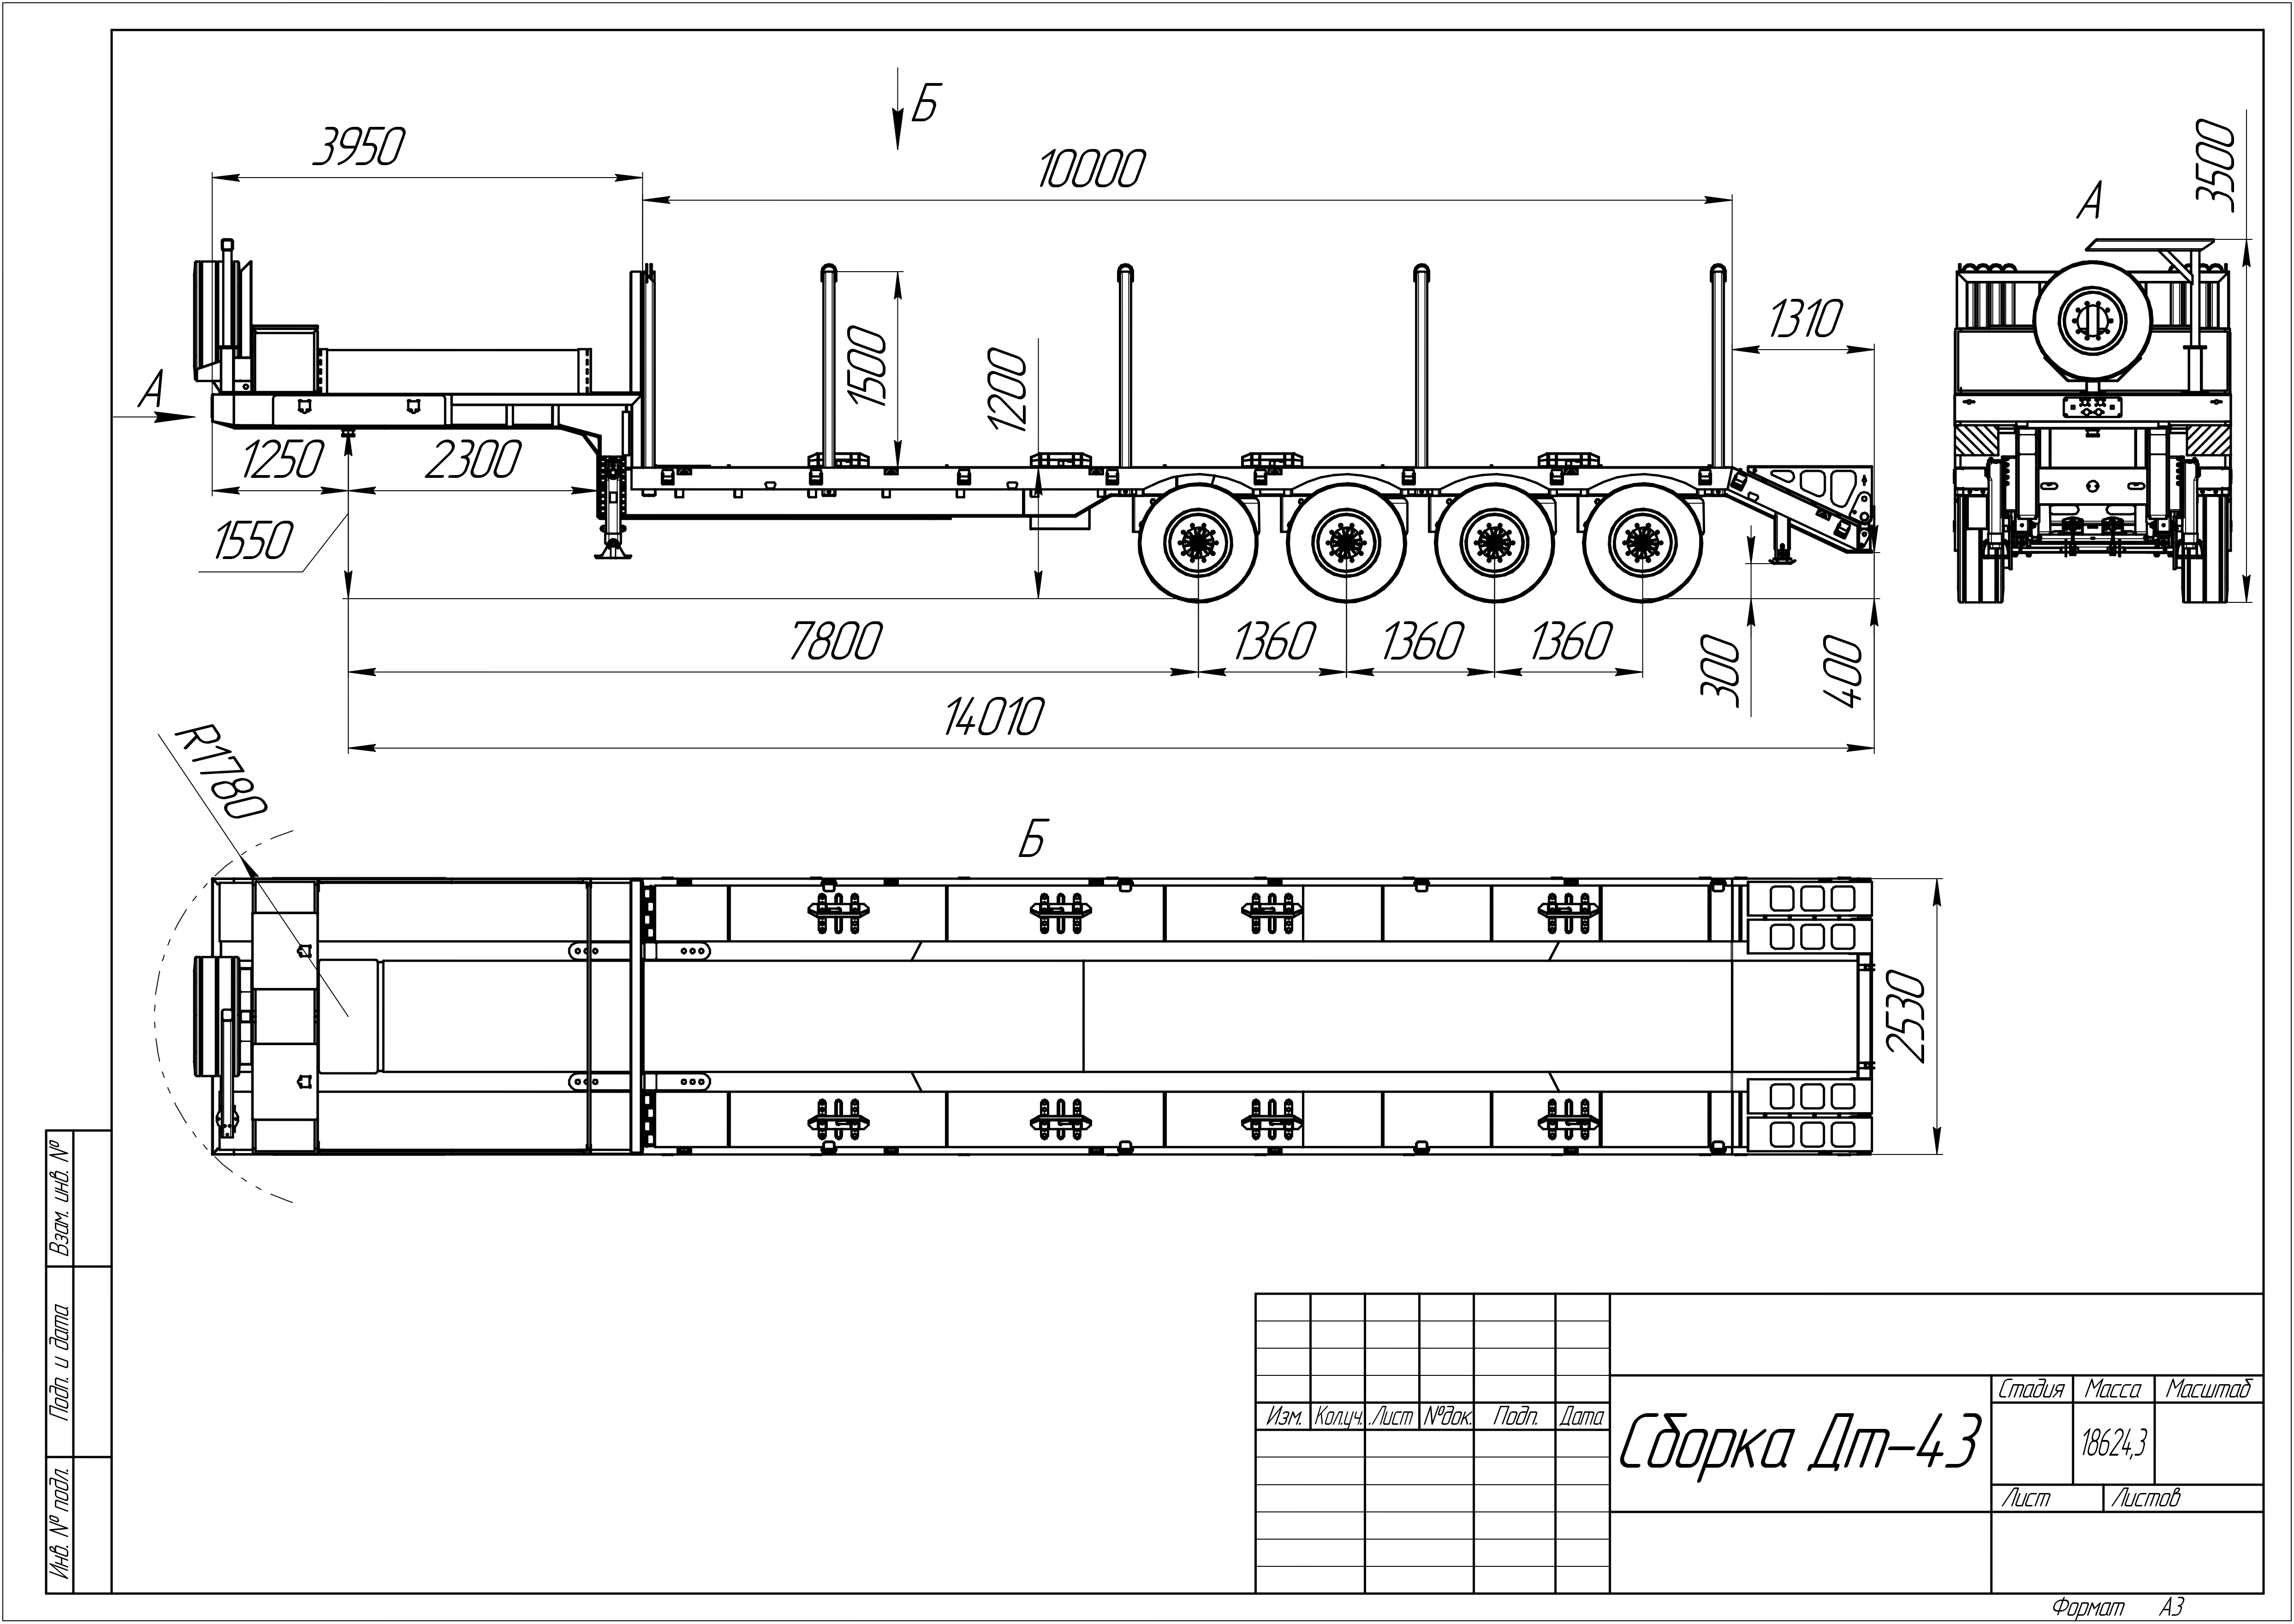 Б
3950
10000
3500
А
1310
1500
1200
А
1250
2300
1550
7800
1360
1360
1360
300
400
14010
R1780
Б
2530
Взам. инв. №
Подп. и дата
Инв. № подл.
Стадия Масса Масштаб
Изм. Кол.уч. Лист №док. Подп. Дата
Сборка Дт-43
18624,3
Лист Листов
Формат А3